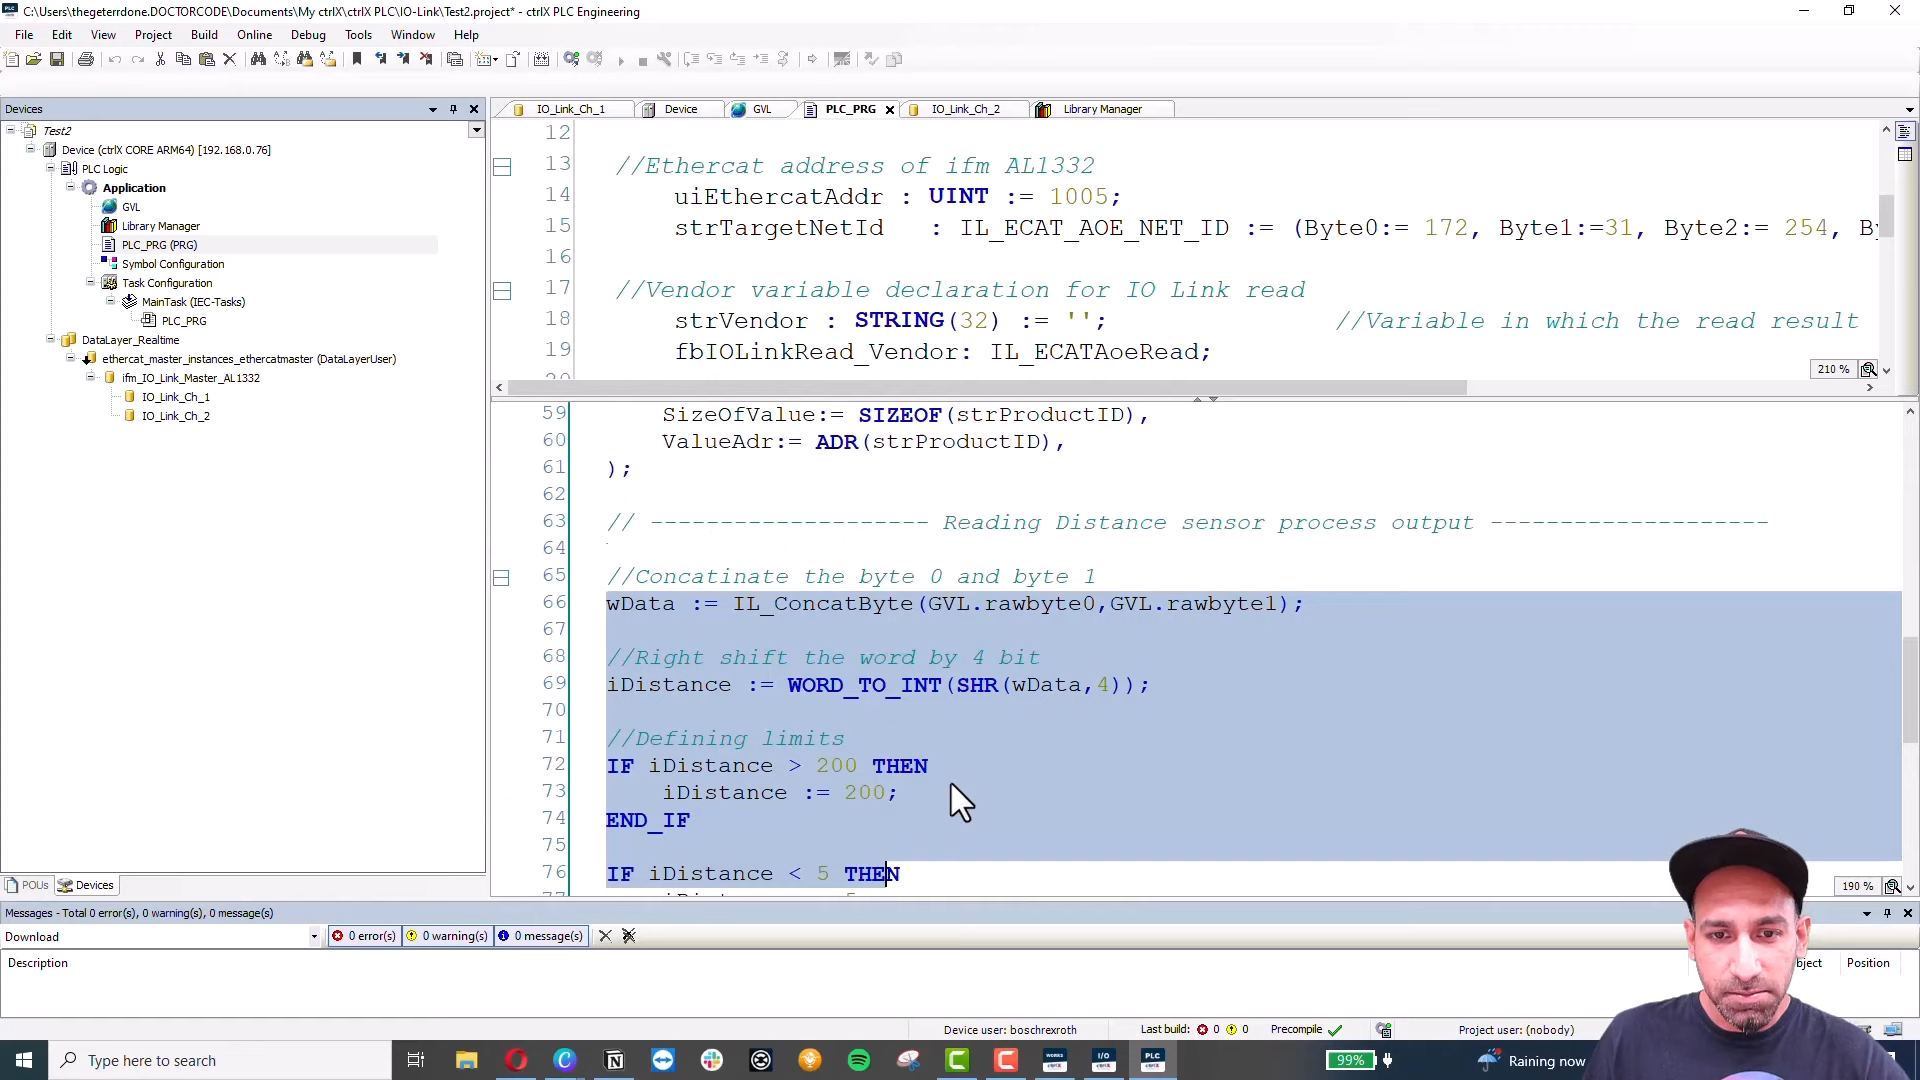 C:\Users\thegeterrdone.DOCTORCODE\Documents\My ctrlX\ctrlX PLC\IO-Link\Test2.project* - ctrlX PLC Engineering
File Edit View Project Build Online Debug Tools Window Help
Devices
Test2
Device (ctrlX CORE ARM64) [192.168.0.76]
PLC Logic
Application
GVL
Library Manager
PLC_PRG (PRG)
Symbol Configuration
Task Configuration
MainTask (IEC-Tasks)
PLC_PRG
DataLayer_Realtime
ethercat_master_instances_ethercatmaster (DataLayerUser)
ifm_IO_Link_Master_AL1332
IO_Link_Ch_1
IO_Link_Ch_2
POUs Devices
IO_Link_Ch_1 Device GVL PLC_PRG IO_Link_Ch_2 Library Manager
12
13 //Ethercat address of ifm AL1332
14 uiEthercatAddr : UINT := 1005;
15 strTargetNetId : IL_ECAT_AOE_NET_ID := (Byte0:= 172, Byte1:=31, Byte2:= 254, By
16
17 //Vendor variable declaration for IO Link read
18 strVendor : STRING(32) := ''; //Variable in which the read result
19 fbIOLinkRead_Vendor: IL_ECATAoeRead;
20
210 %
59 SizeOfValue:= SIZEOF(strProductID),
60 ValueAdr:= ADR(strProductID),
61 );
62
63 // -------------------- Reading Distance sensor process output --------------------
64
65 //Concatinate the byte 0 and byte 1
66 wData := IL_ConcatByte(GVL.rawbyte0,GVL.rawbyte1);
67
68 //Right shift the word by 4 bit
69 iDistance := WORD_TO_INT(SHR(wData,4));
70
71 //Defining limits
72 IF iDistance > 200 THEN
73 iDistance := 200;
74 END_IF
75
76 IF iDistance < 5 THEN
190 %
Messages - Total 0 error(s), 0 warning(s), 0 message(s)
Download 0 error(s) 0 warning(s) 0 message(s)
Description Position
Device user: boschrexroth Last build: 0 0 Precompile Project user: (nobody)
Type here to search 99% Raining now